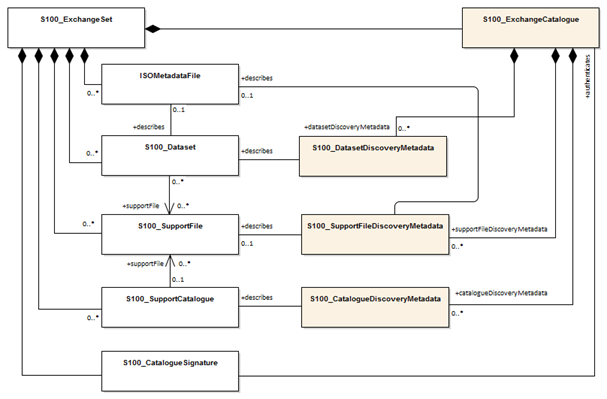 S100_ExchangeSet
S100_ExchangeCatalogue
+authenticates
ISOMetadataFile
+describes
0..*
0..1
0..1
+describes
+datasetDiscoveryMetadata
0..*
S100_Dataset
+describes
S100_DatasetDiscoveryMetadata
0..*
0..*
+supportFile
0..*
S100_SupportFile
+describes
S100_SupportFileDiscoveryMetadata
+supportFileDiscoveryMetadata
0..*
0..1
0..*
+supportFile
0..*
0..1
S100_SupportCatalogue
+describes
S100_CatalogueDiscoveryMetadata
+catalogueDiscoveryMetadata
0..*
0..*
S100_CatalogueSignature